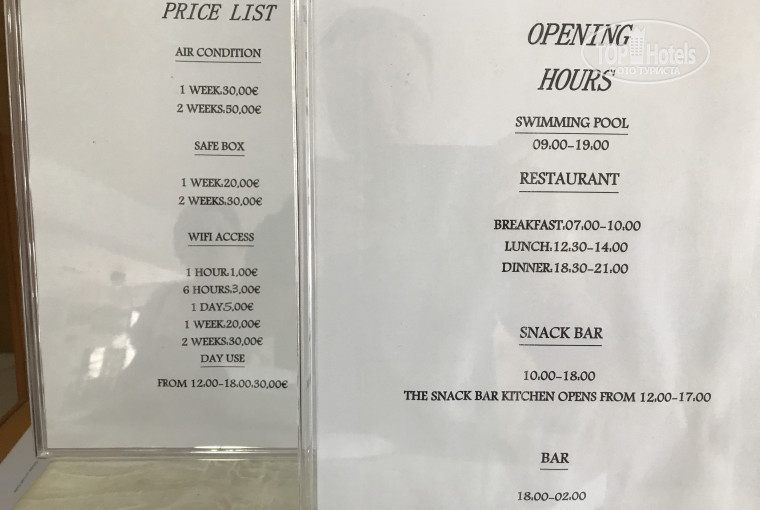 PRICE LIST
AIR CONDITION
1 WEEK.30,00€
2 WEEKS.50,00€
SAFE BOX
1 WEEK.20,00€
2 WEEKS.30,00€
WIFI ACCESS
1 HOUR.1,00€
6 HOURS.3,00€
1 DAY.5,00€
1 WEEK.20,00€
2 WEEKS.30,00€
DAY USE
FROM 12.00-18.00.30,00€
OPENING
HOURS
SWIMMING POOL
09.00-19.00
RESTAURANT
BREAKFAST.07.00-10.00
LUNCH.12.30-14.00
DINNER.18.30-21.00
SNACK BAR
10.00-18.00
THE SNACK BAR KITCHEN OPENS FROM 12.00-17.00
BAR
18.00-02.00
TOP Hotels
ФОТО ТУРИСТА